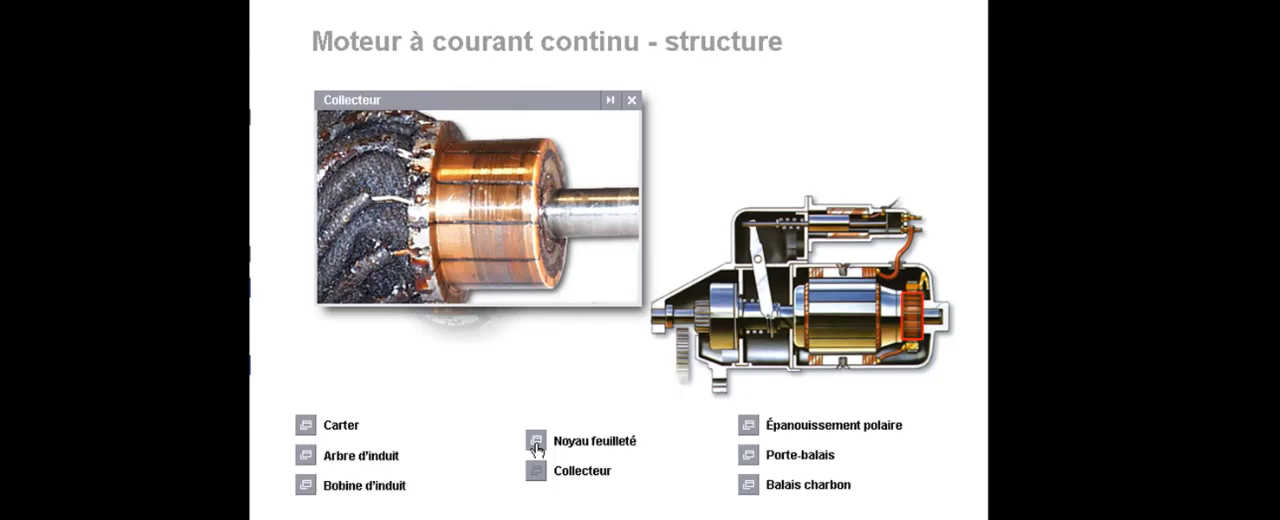 Moteur à courant continu - structure
Collecteur
Carter
Arbre d'induit
Bobine d'induit
Noyau feuilleté
Collecteur
Épanouissement polaire
Porte-balais
Balais charbon